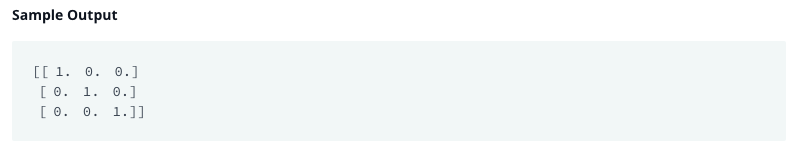 Sample Output
[[ 1.  0.  0.]
 [ 0.  1.  0.]
 [ 0.  0.  1.]]